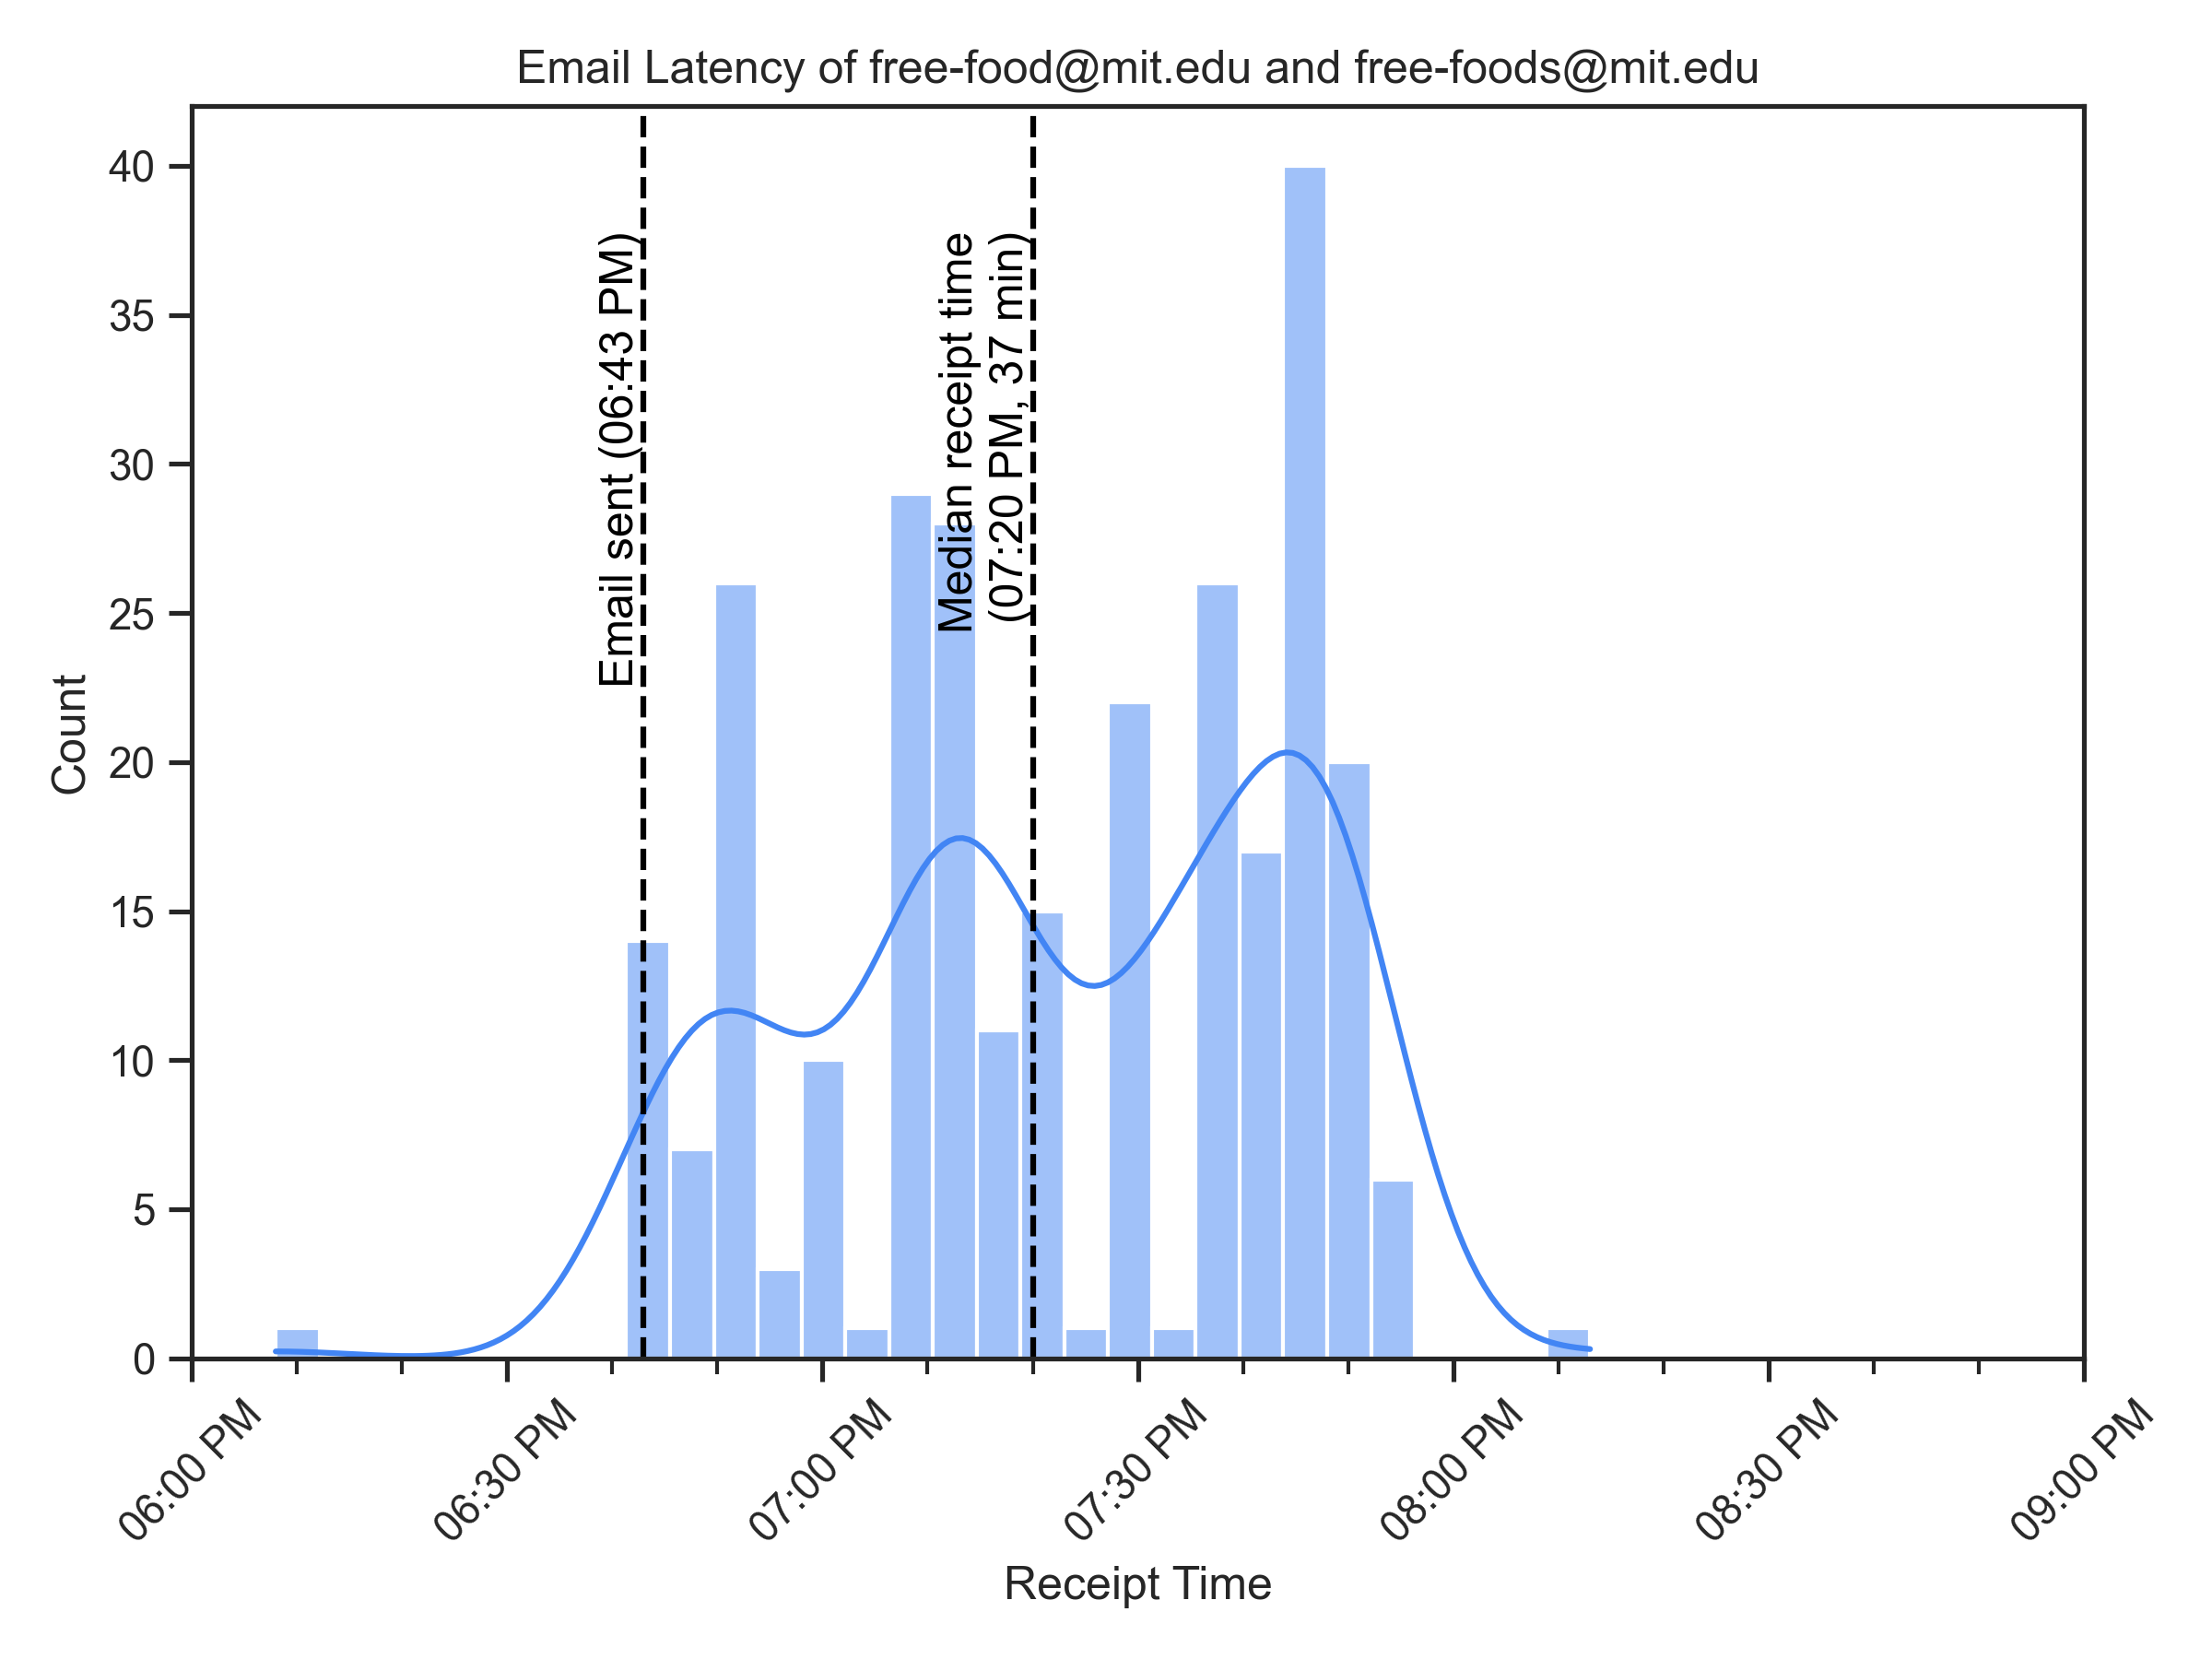 Email Latency of free-food@mit.edu and free-foods@mit.edu
Count
40
35
30
25
20
15
10
5
0
Email sent (06:43 PM)
Median receipt time
(07:20 PM, 37 min)
06:00 PM
06:30 PM
07:00 PM
07:30 PM
08:00 PM
08:30 PM
09:00 PM
Receipt Time